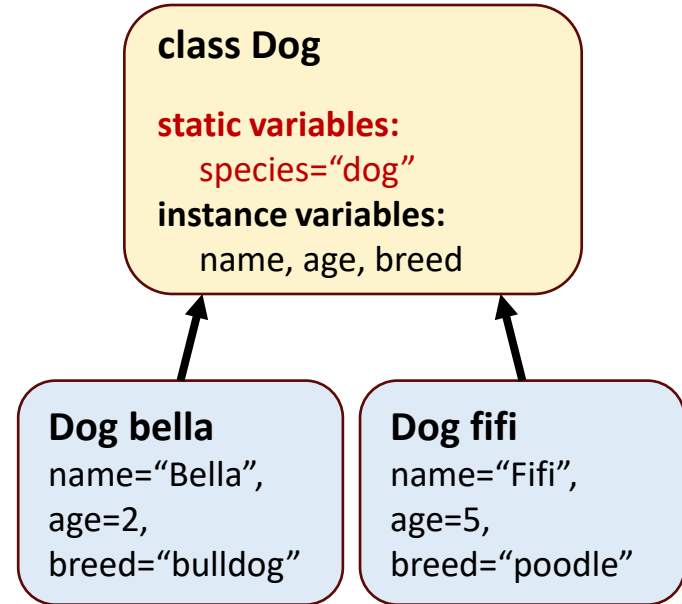 class Dog
static variables:
species=“dog”
instance variables:
name, age, breed
Dog bella
name=“Bella”,
age=2,
breed=“bulldog”
Dog fifi
name=“Fifi”,
age=5,
breed=“poodle”